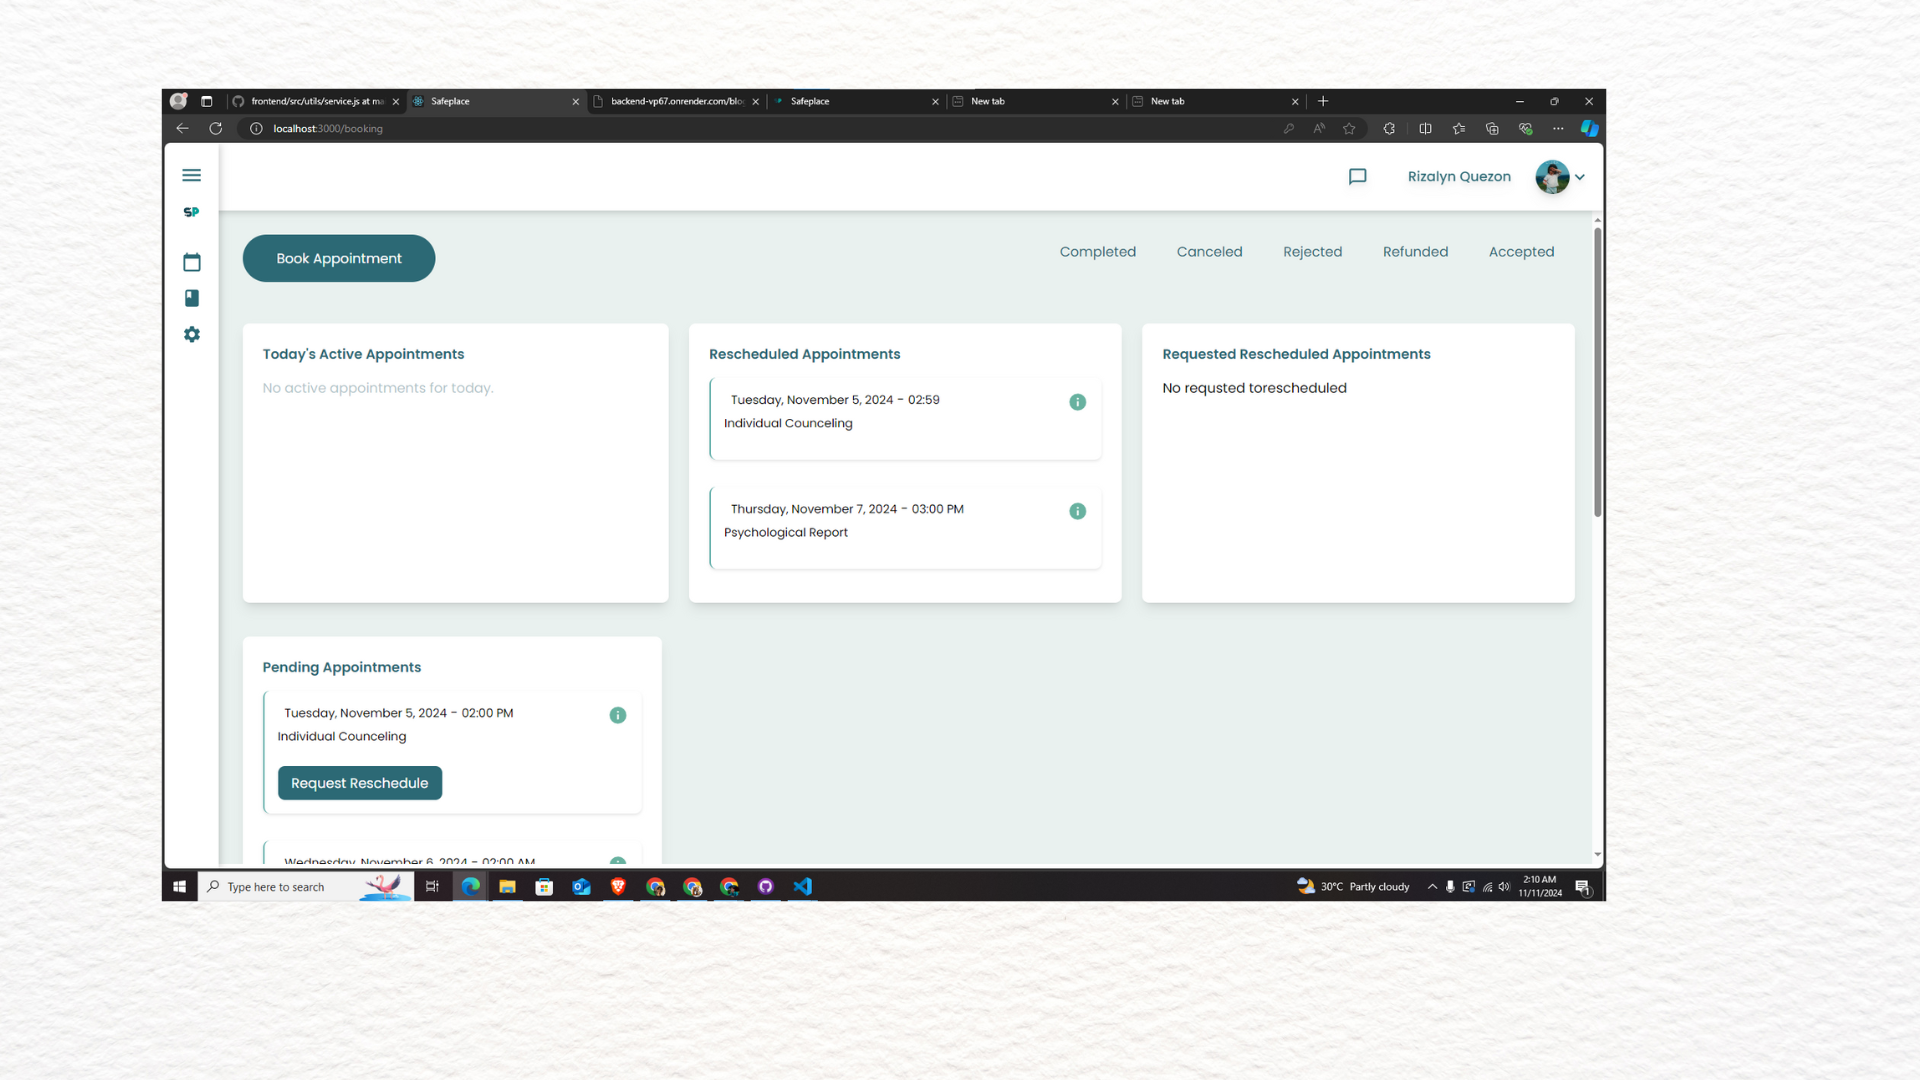 frontend/src/utils/service.js at ma
Safeplace
backend-vp67.onrender.com/blo
Safeplace
New tab
New tab
localhost:3000/booking
Rizalyn Quezon
SP
Book Appointment
Completed
Canceled
Rejected
Refunded
Accepted
Today's Active Appointments
No active appointments for today.
Rescheduled Appointments
Tuesday, November 5, 2024 - 02:59
Individual Counceling
Thursday, November 7, 2024 - 03:00 PM
Psychological Report
Requested Rescheduled Appointments
No requsted torescheduled
Pending Appointments
Tuesday, November 5, 2024 - 02:00 PM
Individual Counceling
Request Reschedule
Wednesday, November 6, 2024 - 02:00 AM
Type here to search
30°C Partly cloudy
2:10 AM
11/11/2024
1